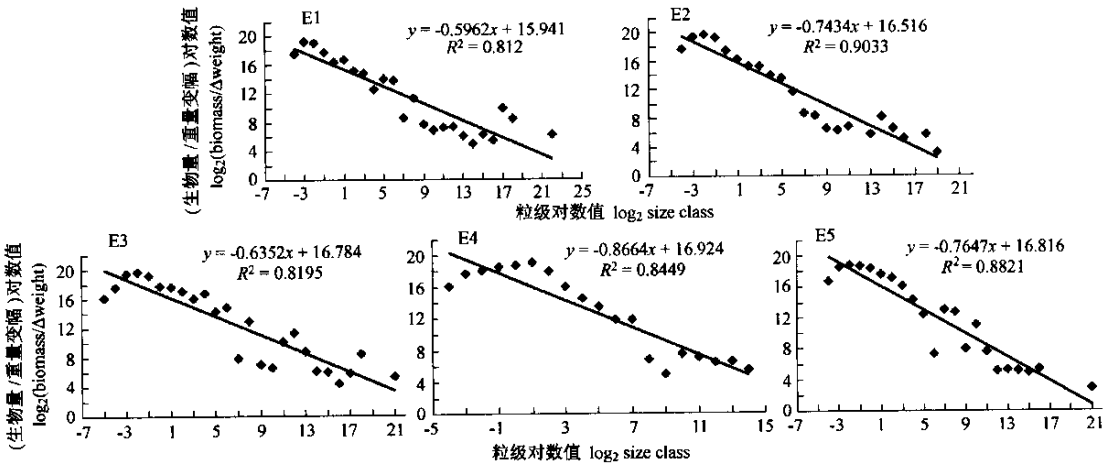 E1
y = -0.5962x + 15.941
R² = 0.812
E2
y = -0.7434x + 16.516
R² = 0.9033
(生物量/重量变幅)对数值
log₂(biomass/Δweight)
20
16
12
8
4
0
-7 -3 1 5 9 13 17 21 25
20
16
12
8
4
0
-7 -3 1 5 9 13 17 21
粒级对数值 log₂ size class
E3
y = -0.6352x + 16.784
R² = 0.8195
E4
y = -0.8664x + 16.924
R² = 0.8449
E5
y = -0.7647x + 16.816
R² = 0.8821
(生物量/重量变幅)对数值
log₂(biomass/Δweight)
20
16
12
8
4
0
-7 -3 1 5 9 13 17 21
20
16
12
8
4
0
-5 -1 3 7 11 15
20
16
12
8
4
0
-7 -3 1 5 9 13 17 21
粒级对数值 log₂ size class